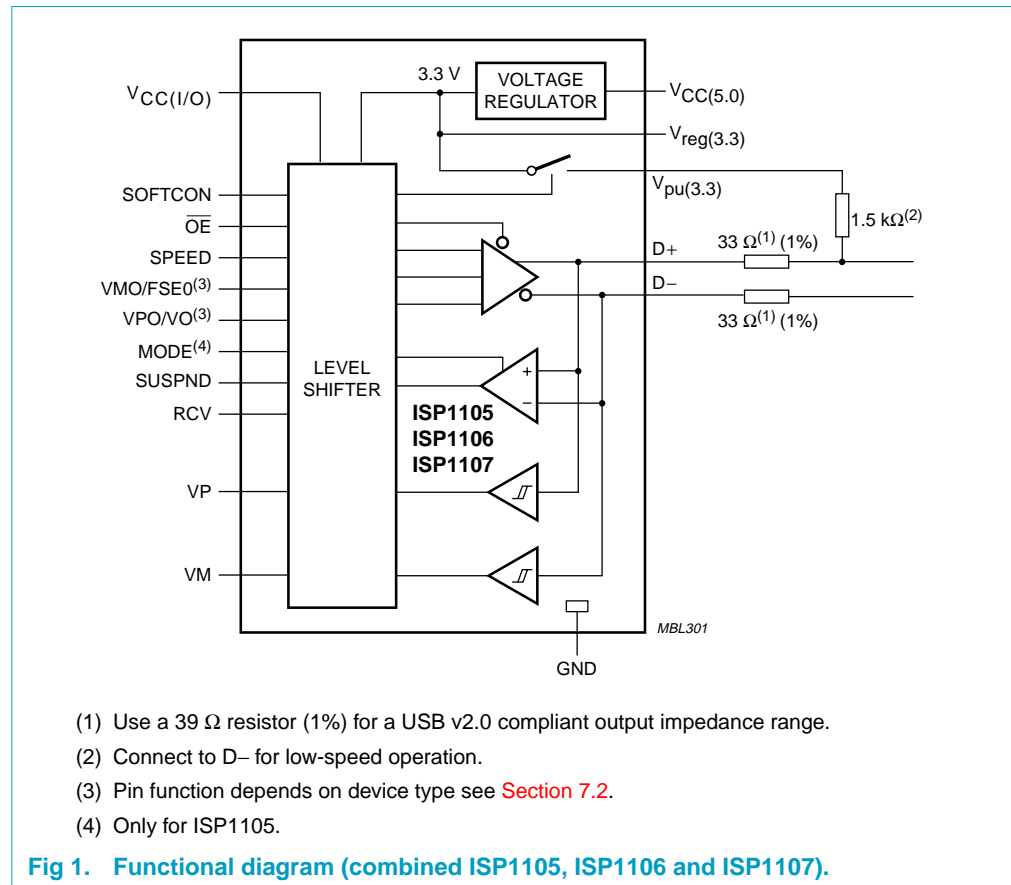 3.3 V
VOLTAGE
REGULATOR
VCC(I/O)
VCC(5.0)
Vreg(3.3)
Vpu(3.3)
SOFTCON
OE
SPEED
VMO/FSE0(3)
VPO/VO(3)
MODE(4)
SUSPND
RCV
VP
VM
LEVEL
SHIFTER
1.5 kΩ(2)
33 Ω(1) (1%)
D+
D−
33 Ω(1) (1%)
+
−
ISP1105
ISP1106
ISP1107
MBL301
GND
(1) Use a 39 Ω resistor (1%) for a USB v2.0 compliant output impedance range.
(2) Connect to D− for low-speed operation.
(3) Pin function depends on device type see Section 7.2.
(4) Only for ISP1105.
Fig 1. Functional diagram (combined ISP1105, ISP1106 and ISP1107).